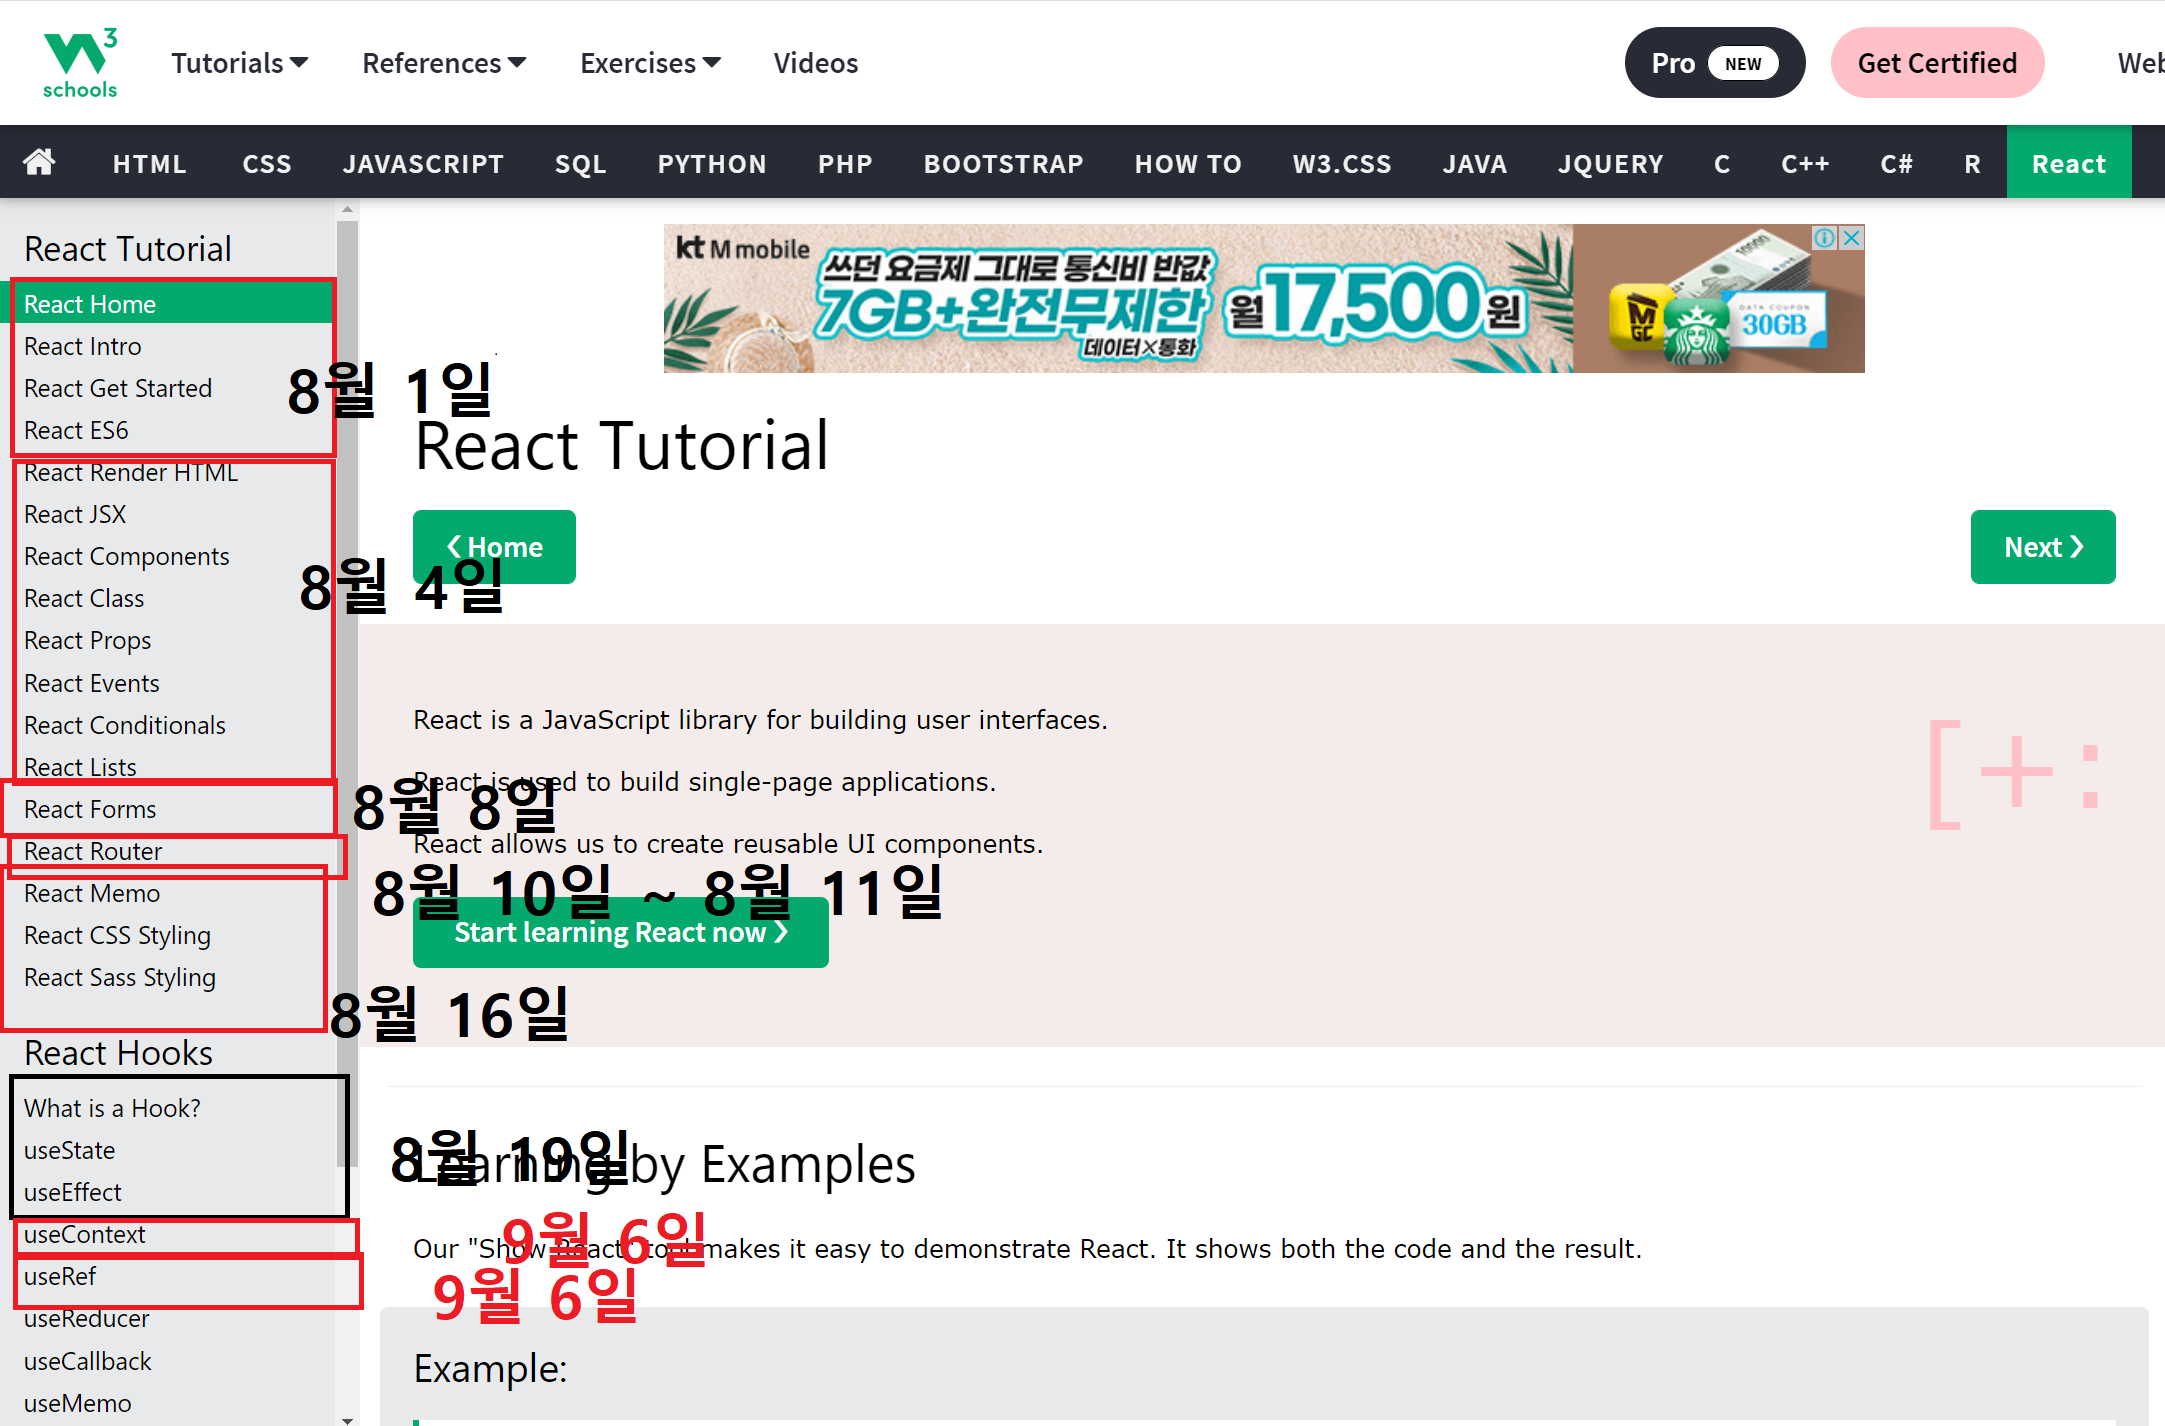 W3 schools
Tutorials References Exercises Videos Pro NEW Get Certified Web
HTML CSS JAVASCRIPT SQL PYTHON PHP BOOTSTRAP HOW TO W3.CSS JAVA JQUERY C C++ C# R React
React Tutorial
React Home
React Intro
React Get Started
React ES6
8월 1일
React Render HTML
React JSX
React Components
React Class
React Props
React Events
React Conditionals
React Lists
8월 4일
React Forms
8월 8일
React Router
8월 10일 ~ 8월 11일
React Memo
React CSS Styling
React Sass Styling
8월 16일
React Hooks
What is a Hook?
useState
useEffect
8월 19일
useContext
9월 6일
useRef
9월 6일
useReducer
useCallback
useMemo
kt M mobile
쓰던 요금제 그대로 통신비 반값
7GB+완전무제한
데이터X통화
월 17,500원
10000
MGC
DATA COUPON
30GB
React Tutorial
❮ Home
Next ❯
React is a JavaScript library for building user interfaces.
React is used to build single-page applications.
React allows us to create reusable UI components.
[+:
Start learning React now ❯
Learning by Examples
Our "Show React" tool makes it easy to demonstrate React. It shows both the code and the result.
Example: